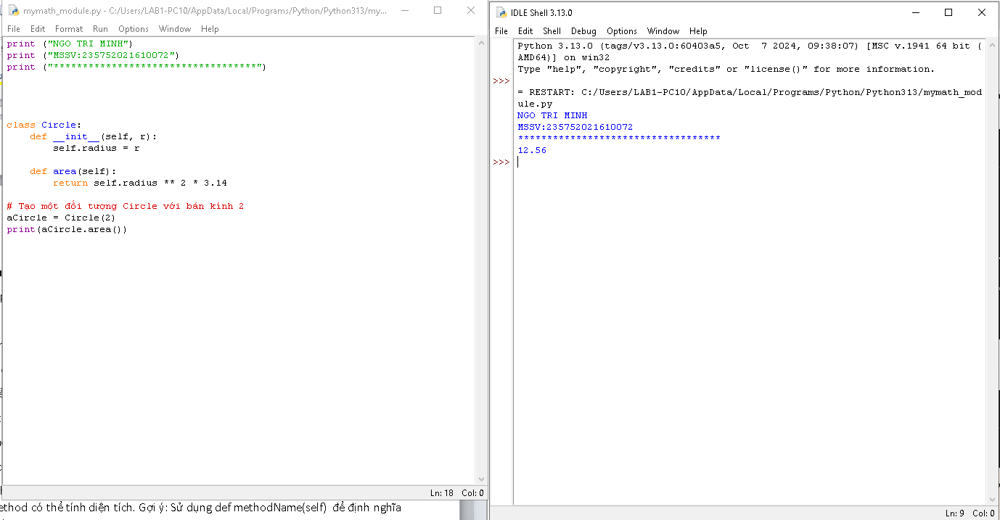 mymath_module.py - C:/Users/LAB1-PC10/AppData/Local/Programs/Python/Python313/my...
File Edit Format Run Options Window Help
print ("NGO TRI MINH")
print ("MSSV:235752021610072")
print ("***********************************")
class Circle:
    def __init__(self, r):
        self.radius = r
    def area(self):
        return self.radius ** 2 * 3.14
# Tạo một đối tượng Circle với bán kính 2
aCircle = Circle(2)
print(aCircle.area())
Ln: 18 Col: 0
ethod có thể tính diện tích. Gợi ý: Sử dụng def methodName(self) để định nghĩa
IDLE Shell 3.13.0
File Edit Shell Debug Options Window Help
Python 3.13.0 (tags/v3.13.0:60403a5, Oct  7 2024, 09:38:07) [MSC v.1941 64 bit (
AMD64)] on win32
Type "help", "copyright", "credits" or "license()" for more information.
>>>
= RESTART: C:/Users/LAB1-PC10/AppData/Local/Programs/Python/Python313/mymath_mod
ule.py
NGO TRI MINH
MSSV:235752021610072
***********************************
12.56
>>>
Ln: 9 Col: 0